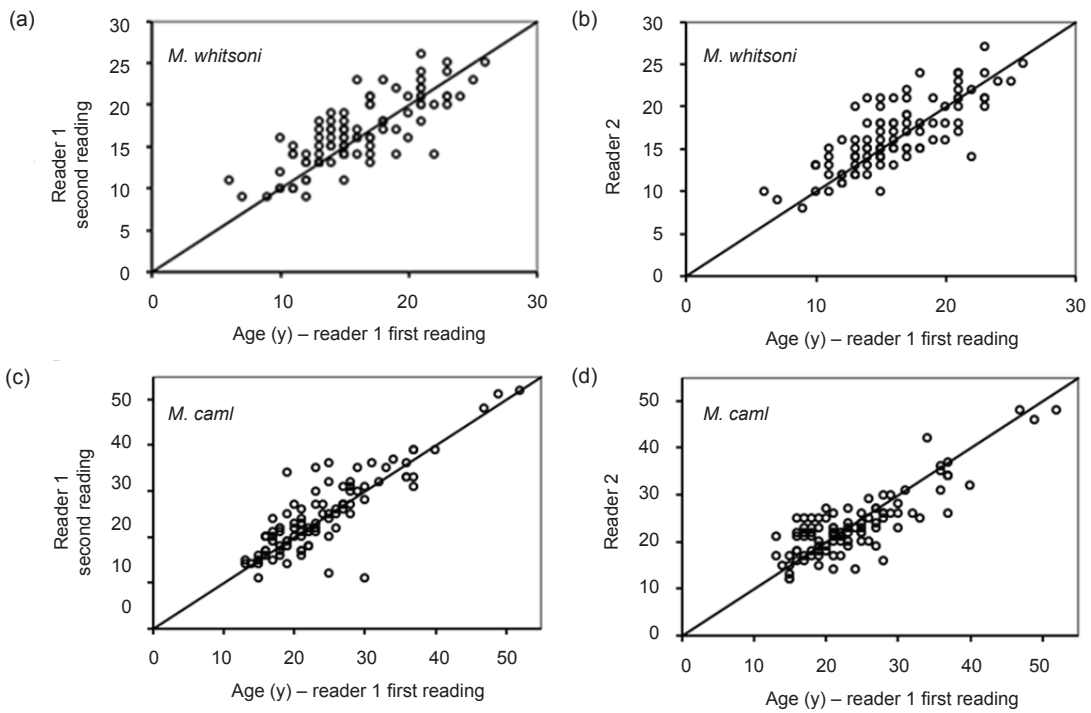 (a)
M. whitsoni
30
25
20
15
10
5
0
0 10 20 30
Reader 1
second reading
Age (y) – reader 1 first reading
(b)
M. whitsoni
30
25
20
15
10
5
0
0 10 20 30
Reader 2
Age (y) – reader 1 first reading
(c)
M. caml
50
40
30
20
10
0
0 10 20 30 40 50
Reader 1
second reading
Age (y) – reader 1 first reading
(d)
M. caml
50
40
30
20
10
0
0 10 20 30 40 50
Reader 2
Age (y) – reader 1 first reading